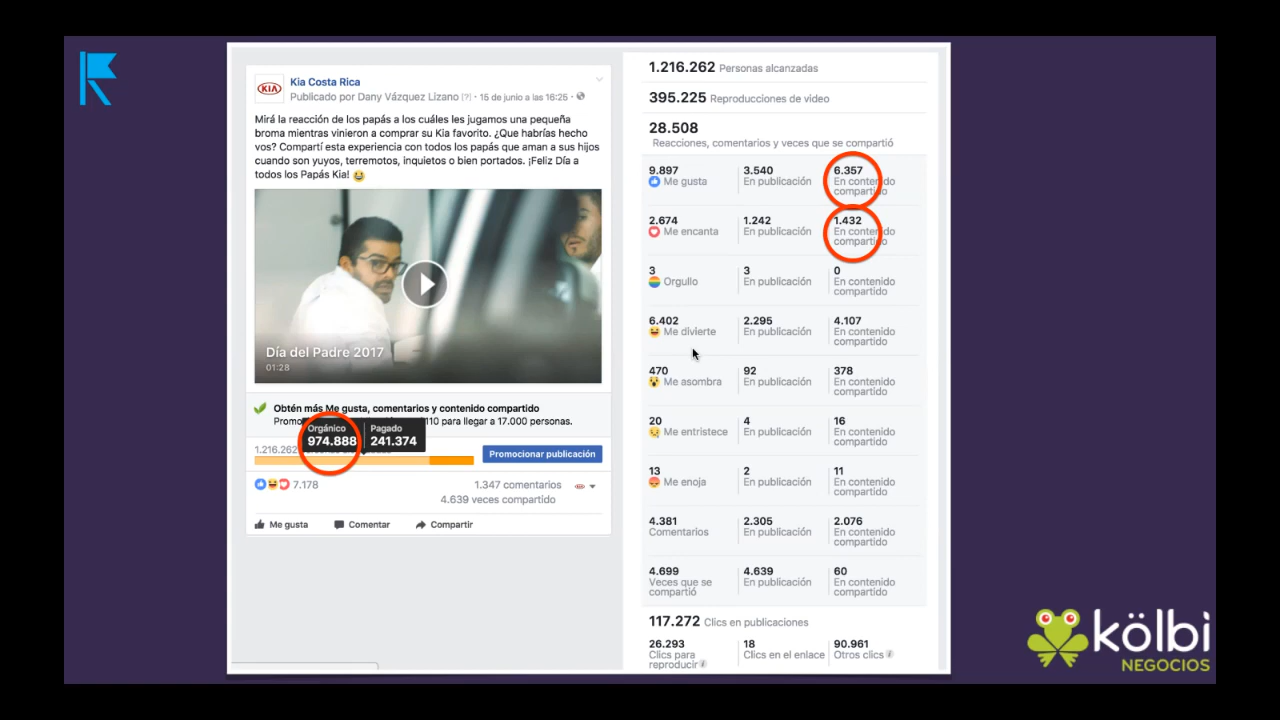 KIA
Kia Costa Rica
Publicado por Dany Vázquez Lizano [?] · 15 de junio a las 16:25 ·
Mirá la reacción de los papás a los cuáles les jugamos una pequeña
broma mientras vinieron a comprar su Kia favorito. ¿Que habrías hecho
vos? Compartí esta experiencia con todos los papás que aman a sus hijos
cuando son yuyos, terremotos, inquietos o bien portados. ¡Feliz Día a
todos los Papás Kia!
Día del Padre 2017
01:28
Obtén más Me gusta, comentarios y contenido compartido
Promo 110 para llegar a 17.000 personas.
Orgánico Pagado
974.888 241.374
1.216.262
Promocionar publicación
7.178 1.347 comentarios
4.639 veces compartido
Me gusta Comentar Compartir
1.216.262 Personas alcanzadas
395.225 Reproducciones de video
28.508
Reacciones, comentarios y veces que se compartió
9.897 3.540 6.357
Me gusta En publicación En contenido
compartido
2.674 1.242 1.432
Me encanta En publicación En contenido
compartido
3 3 0
Orgullo En publicación En contenido
compartido
6.402 2.295 4.107
Me divierte En publicación En contenido
compartido
470 92 378
Me asombra En publicación En contenido
compartido
20 4 16
Me entristece En publicación En contenido
compartido
13 2 11
Me enoja En publicación En contenido
compartido
4.381 2.305 2.076
Comentarios En publicación En contenido
compartido
4.699 4.639 60
Veces que se En publicación En contenido
compartió compartido
117.272 Clics en publicaciones
26.293 18 90.961
Clics para Clics en el enlace Otros clics
reproducir
kölbi
NEGOCIOS